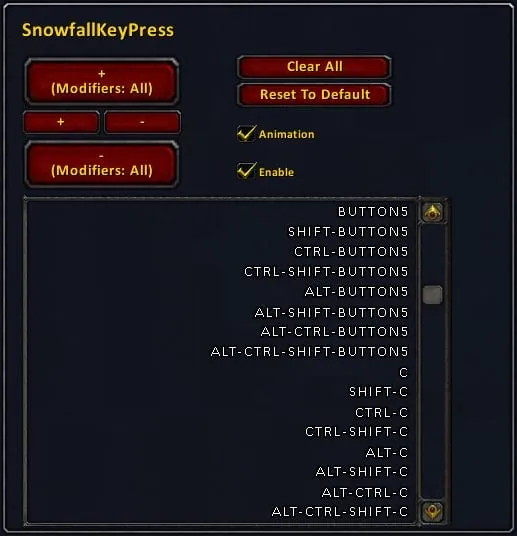 SnowfallKeyPress
+
(Modifiers: All)
Clear All
Reset To Default
+ -
Animation
-
(Modifiers: All)
Enable
BUTTON5
SHIFT-BUTTON5
CTRL-BUTTON5
CTRL-SHIFT-BUTTON5
ALT-BUTTON5
ALT-SHIFT-BUTTON5
ALT-CTRL-BUTTON5
ALT-CTRL-SHIFT-BUTTON5
C
SHIFT-C
CTRL-C
CTRL-SHIFT-C
ALT-C
ALT-SHIFT-C
ALT-CTRL-C
ALT-CTRL-SHIFT-C